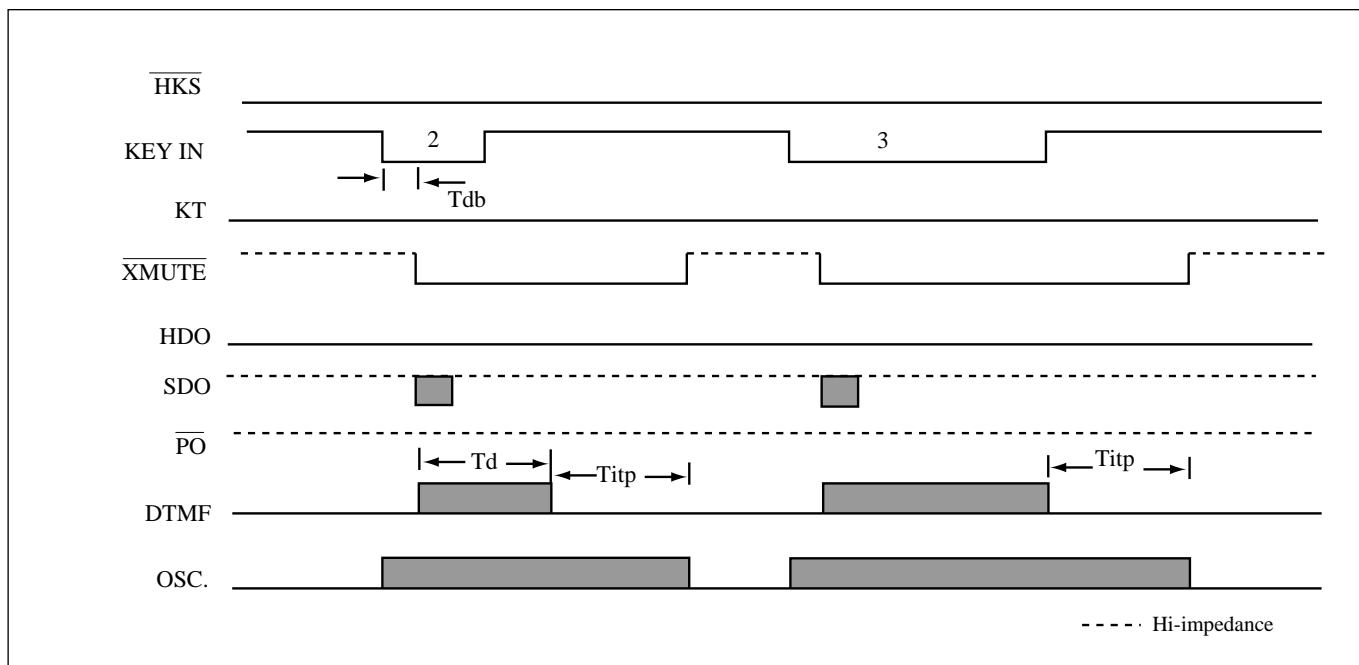 HKS
KEY IN
2
3
Tdb
KT
XMUTE
HDO
SDO
PO
Td
Titp
Titp
DTMF
OSC.
Hi-impedance